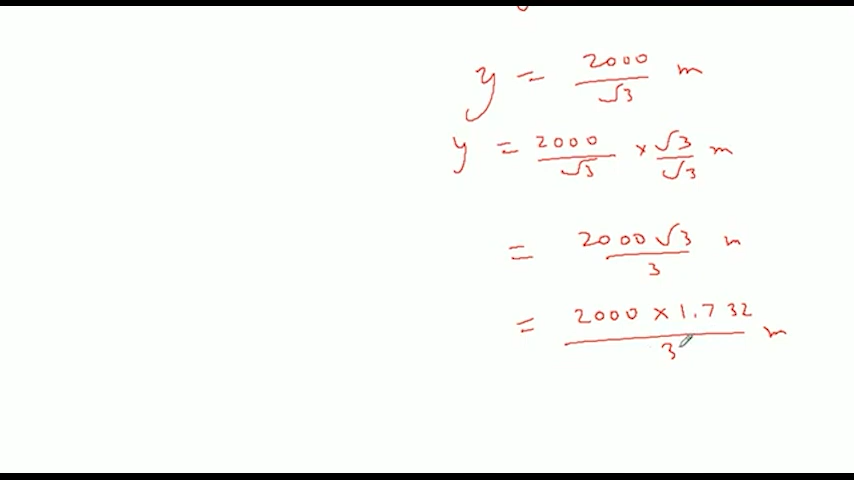 y = 2000/√3 m
y = 2000/√3 × √3/√3 m
= 2000√3/3 m
= 2000 × 1.732/3 m